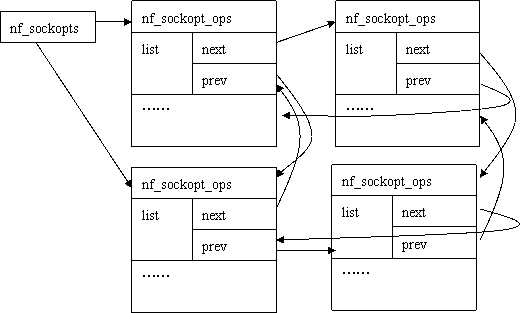 nf_sockopts
nf_sockopt_ops
list next
prev
......
nf_sockopt_ops
list next
prev
......
nf_sockopt_ops
list next
prev
......
nf_sockopt_ops
list next
prev
......